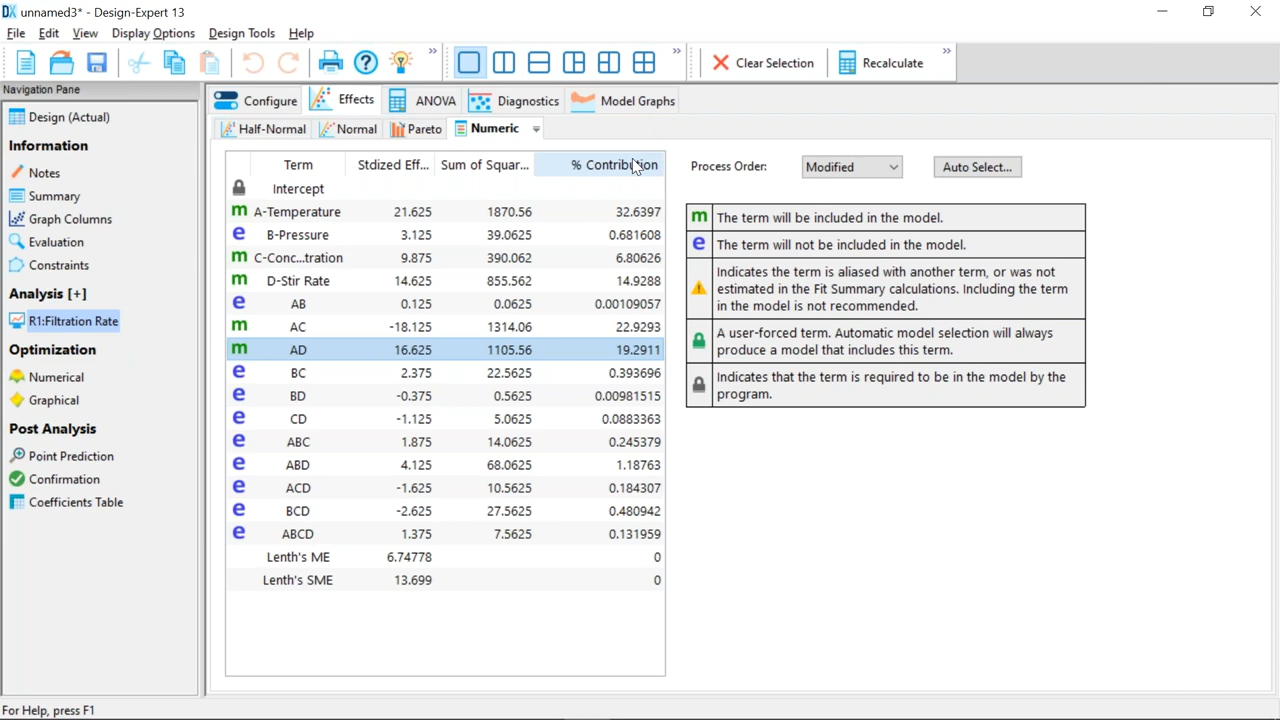 unnamed3* - Design-Expert 13
File Edit View Display Options Design Tools Help
» » Clear Selection Recalculate »
Navigation Pane
Design (Actual)
Information
Notes
Summary
Graph Columns
Evaluation
Constraints
Analysis [+]
R1:Filtration Rate
Optimization
Numerical
Graphical
Post Analysis
Point Prediction
Confirmation
Coefficients Table
Configure Effects ANOVA Diagnostics Model Graphs
Half-Normal Normal Pareto Numeric
Term Stdized Eff... Sum of Squar... % Contribution
Intercept
m A-Temperature 21.625 1870.56 32.6397
e B-Pressure 3.125 39.0625 0.681608
m C-Conc...tration 9.875 390.062 6.80626
m D-Stir Rate 14.625 855.562 14.9288
e AB 0.125 0.0625 0.00109057
m AC -18.125 1314.06 22.9293
m AD 16.625 1105.56 19.2911
e BC 2.375 22.5625 0.393696
e BD -0.375 0.5625 0.00981515
e CD -1.125 5.0625 0.0883363
e ABC 1.875 14.0625 0.245379
e ABD 4.125 68.0625 1.18763
e ACD -1.625 10.5625 0.184307
e BCD -2.625 27.5625 0.480942
e ABCD 1.375 7.5625 0.131959
Lenth's ME 6.74778 0
Lenth's SME 13.699 0
Process Order: Modified Auto Select...
m The term will be included in the model.
e The term will not be included in the model.
Indicates the term is aliased with another term, or was not
estimated in the Fit Summary calculations. Including the term
in the model is not recommended.
A user-forced term. Automatic model selection will always
produce a model that includes this term.
Indicates that the term is required to be in the model by the
program.
For Help, press F1